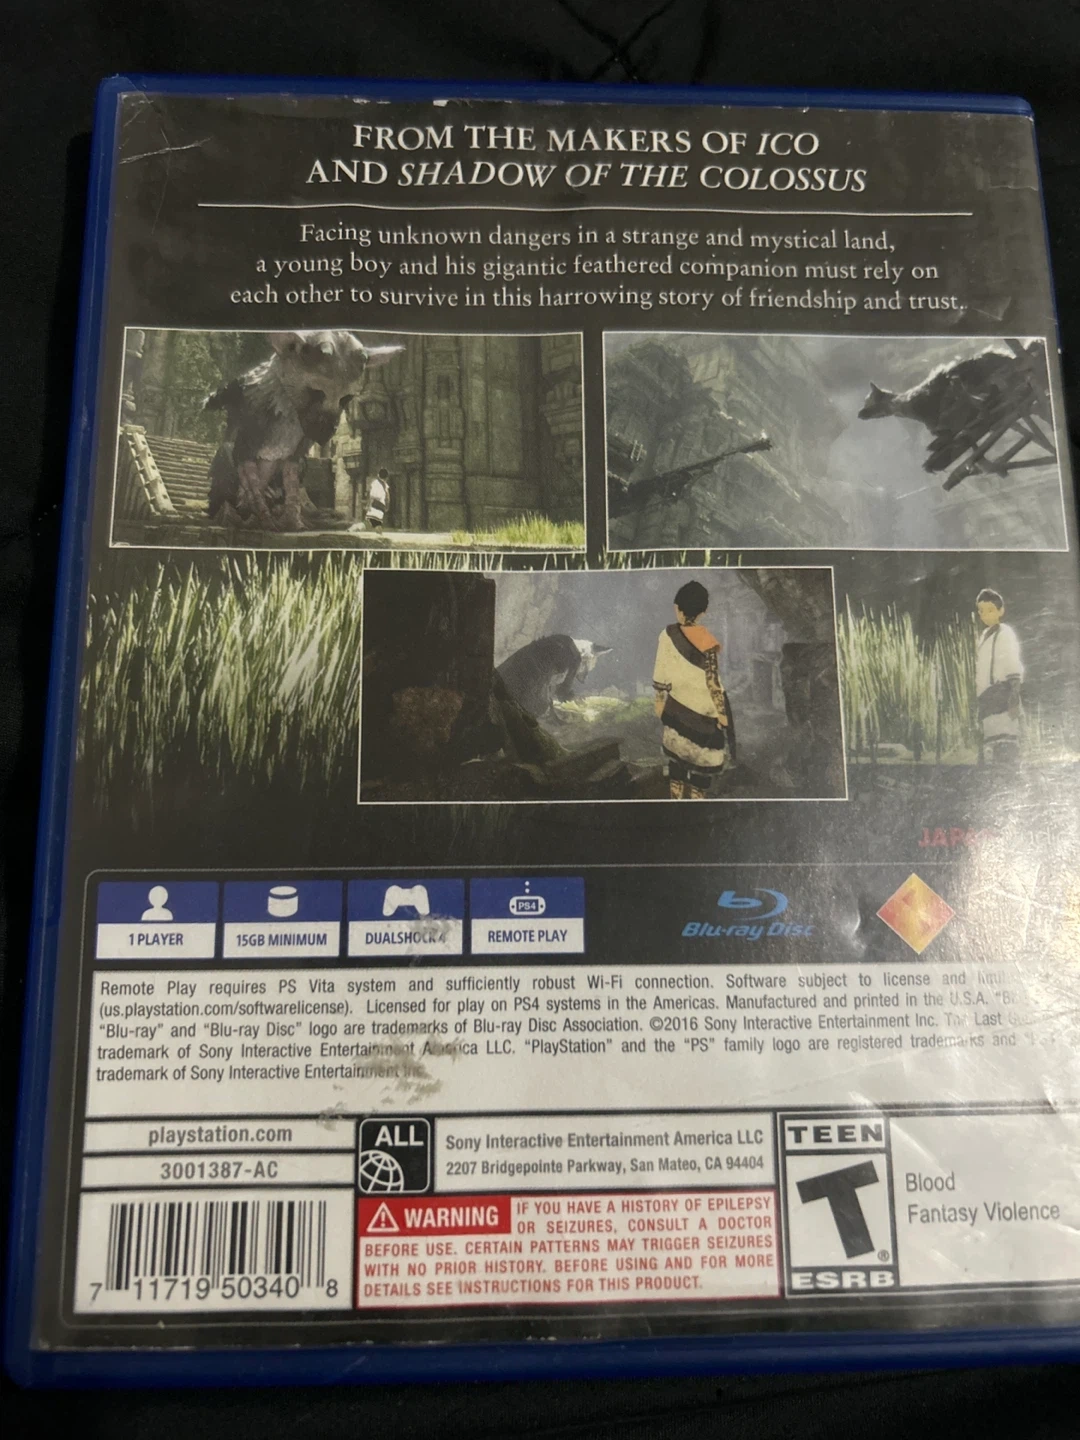 FROM THE MAKERS OF ICO
AND SHADOW OF THE COLOSSUS
Facing unknown dangers in a strange and mystical land,
a young boy and his gigantic feathered companion must rely on
each other to survive in this harrowing story of friendship and trust.
1 PLAYER
15GB MINIMUM
DUALSHOCK 4
PS4
REMOTE PLAY
Blu-ray Disc
Remote Play requires PS Vita system and sufficiently robust Wi-Fi connection. Software subject to license and
(us.playstation.com/softwarelicense). Licensed for play on PS4 systems in the Americas. Manufactured and printed in the U.S.A.
"Blu-ray" and "Blu-ray Disc" logo are trademarks of Blu-ray Disc Association. ©2016 Sony Interactive Entertainment Inc. The Last
trademark of Sony Interactive Entertainment America LLC. "PlayStation" and the "PS" family logo are registered trademarks and
trademark of Sony Interactive Entertainment Inc.
playstation.com
3001387-AC
7 11719 50340 8
ALL
Sony Interactive Entertainment America LLC
2207 Bridgepointe Parkway, San Mateo, CA 94404
WARNING IF YOU HAVE A HISTORY OF EPILEPSY
OR SEIZURES, CONSULT A DOCTOR
BEFORE USE. CERTAIN PATTERNS MAY TRIGGER SEIZURES
WITH NO PRIOR HISTORY. BEFORE USING AND FOR MORE
DETAILS SEE INSTRUCTIONS FOR THIS PRODUCT.
TEEN
T
®
ESRB
Blood
Fantasy Violence